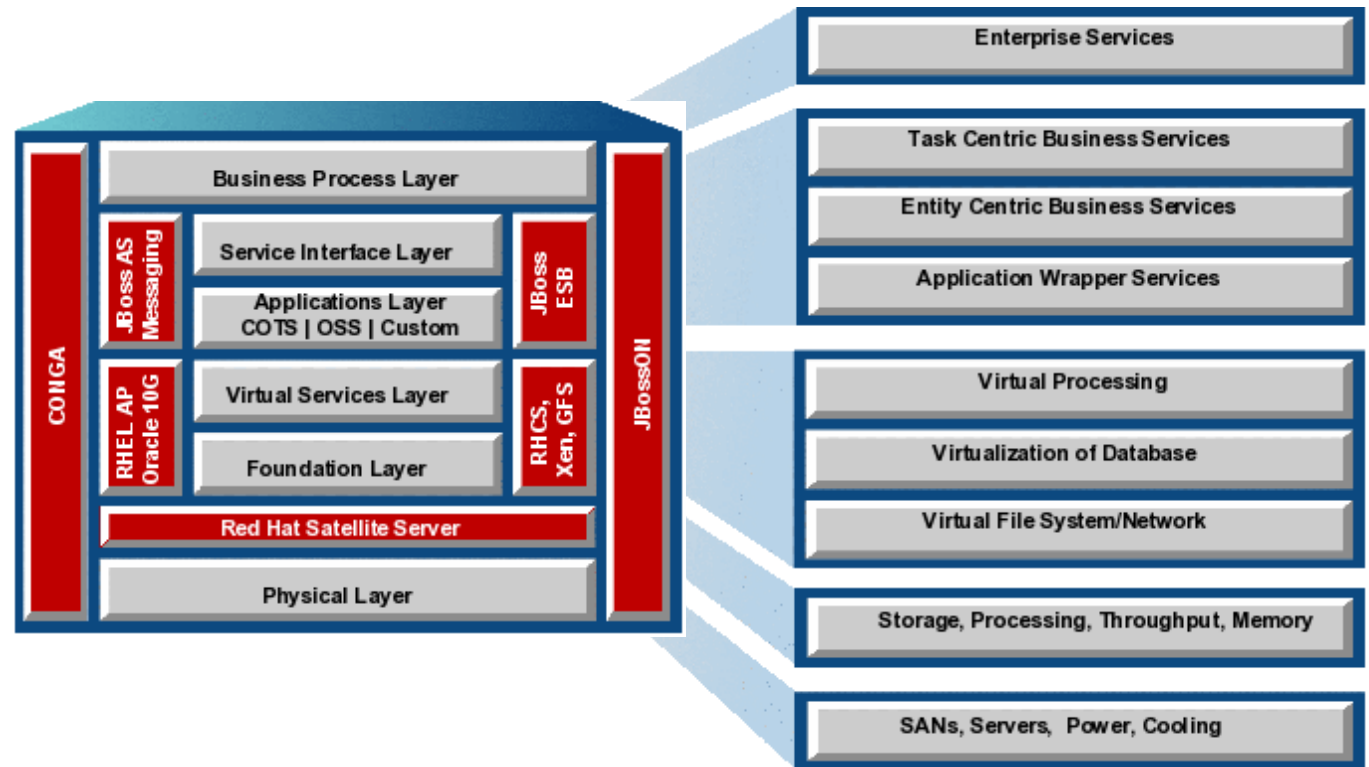 CONGA
Business Process Layer
JBoss AS
Messaging
Service Interface Layer
Applications Layer
COTS | OSS | Custom
JBoss
ESB
RHEL AP
Oracle 10G
Virtual Services Layer
Foundation Layer
RHCS,
Xen, GFS
Red Hat Satellite Server
Physical Layer
JBossON
Enterprise Services
Task Centric Business Services
Entity Centric Business Services
Application Wrapper Services
Virtual Processing
Virtualization of Database
Virtual File System/Network
Storage, Processing, Throughput, Memory
SANs, Servers, Power, Cooling